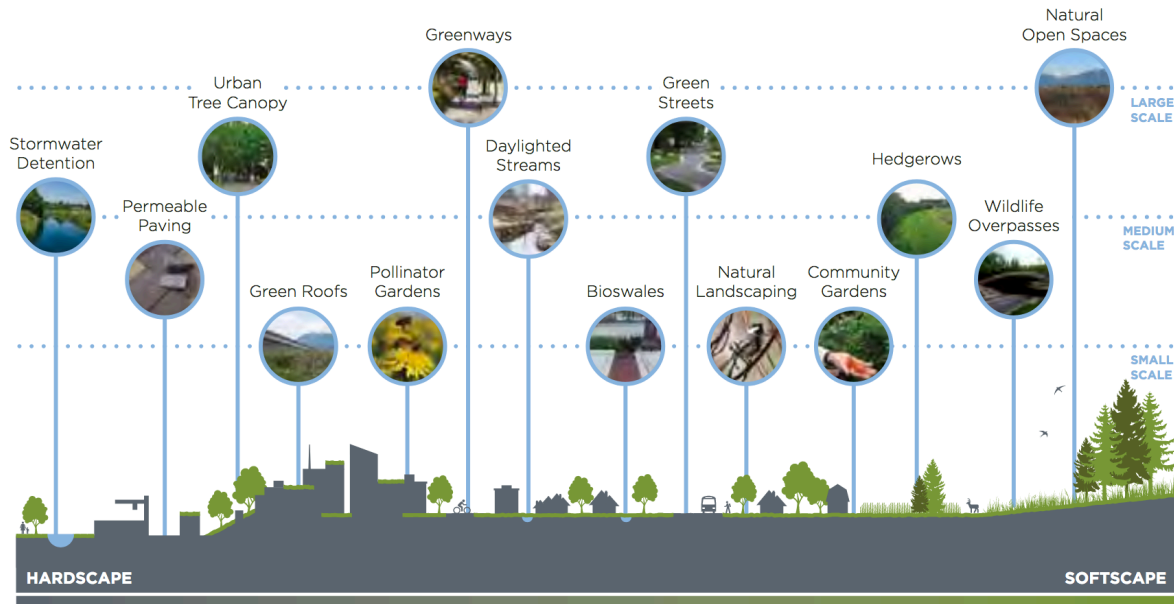 Natural
Open Spaces
Greenways
Urban
Tree Canopy
Green
Streets
LARGE
SCALE
Stormwater
Detention
Daylighted
Streams
Hedgerows
Permeable
Paving
Wildlife
Overpasses
MEDIUM
SCALE
Green Roofs
Pollinator
Gardens
Bioswales
Natural
Landscaping
Community
Gardens
SMALL
SCALE
HARDSCAPE
SOFTSCAPE